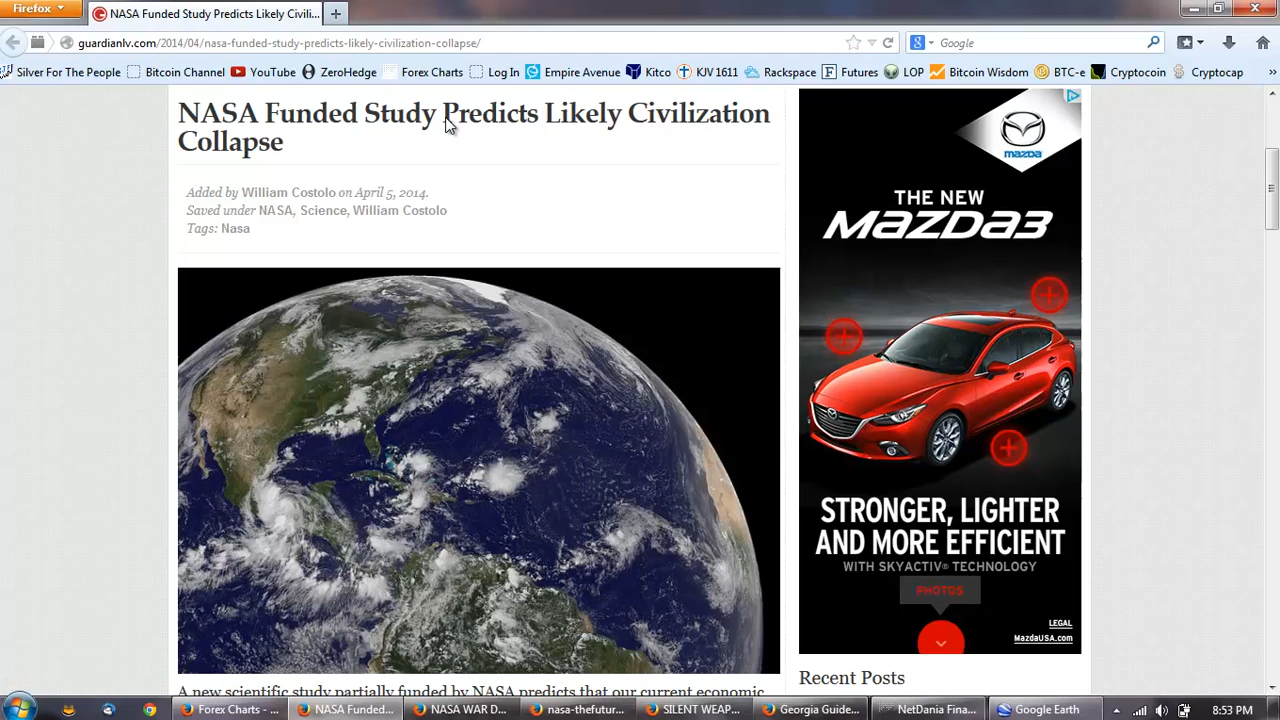 Firefox
NASA Funded Study Predicts Likely Civili...
guardianlv.com/2014/04/nasa-funded-study-predicts-likely-civilization-collapse/
Google
Silver For The People
Bitcoin Channel
YouTube
ZeroHedge
Forex Charts
Log In
Empire Avenue
Kitco
KJV 1611
Rackspace
Futures
LOP
Bitcoin Wisdom
BTC-e
Cryptocoin
Cryptocap
»
NASA Funded Study Predicts Likely Civilization
Collapse
Added by William Costolo on April 5, 2014.
Saved under NASA, Science, William Costolo
Tags: Nasa
A new scientific study partially funded by NASA predicts that our current economic
mazda
THE NEW
mazda3
STRONGER, LIGHTER
AND MORE EFFICIENT
WITH SKYACTIV® TECHNOLOGY
PHOTOS
LEGAL
MazdaUSA.com
Recent Posts
Forex Charts - ...
NASA Funded...
NASA WAR D...
nasa-thefutur...
SILENT WEAP...
Georgia Guide...
NetDania Fina...
Google Earth
8:53 PM